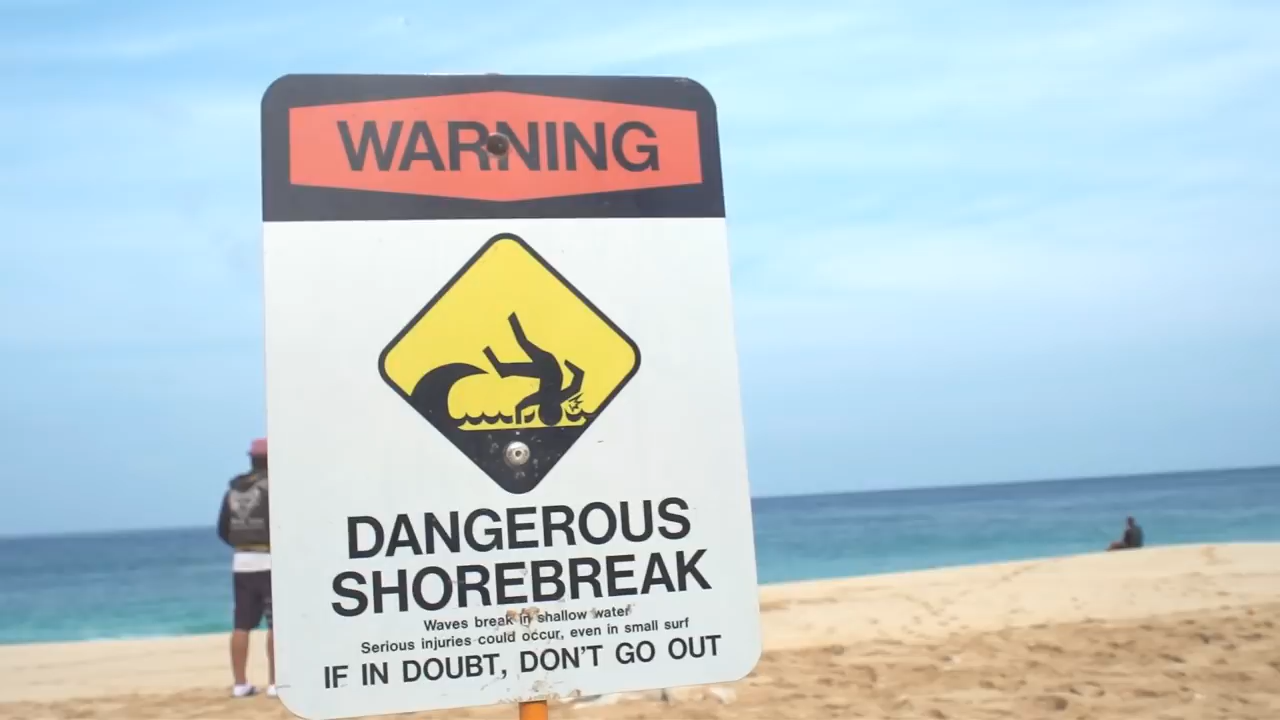 WARNING
DANGEROUS
SHOREBREAK
Waves break in shallow water
Serious injuries could occur, even in small surf
IF IN DOUBT, DON'T GO OUT